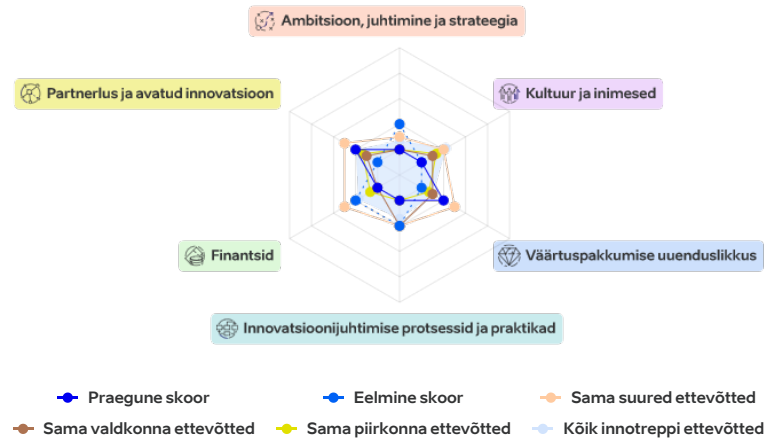 Ambitsioon, juhtimine ja strateegia
Partnerlus ja avatud innovatsioon
Kultuur ja inimesed
Finantsid
Väärtuspakkumise uuenduslikkus
Innovatsioonijuhtimise protsessid ja praktikad
Praegune skoor
Eelmine skoor
Sama suured ettevõtted
Sama valdkonna ettevõtted
Sama piirkonna ettevõtted
Kõik innotreppi ettevõtted